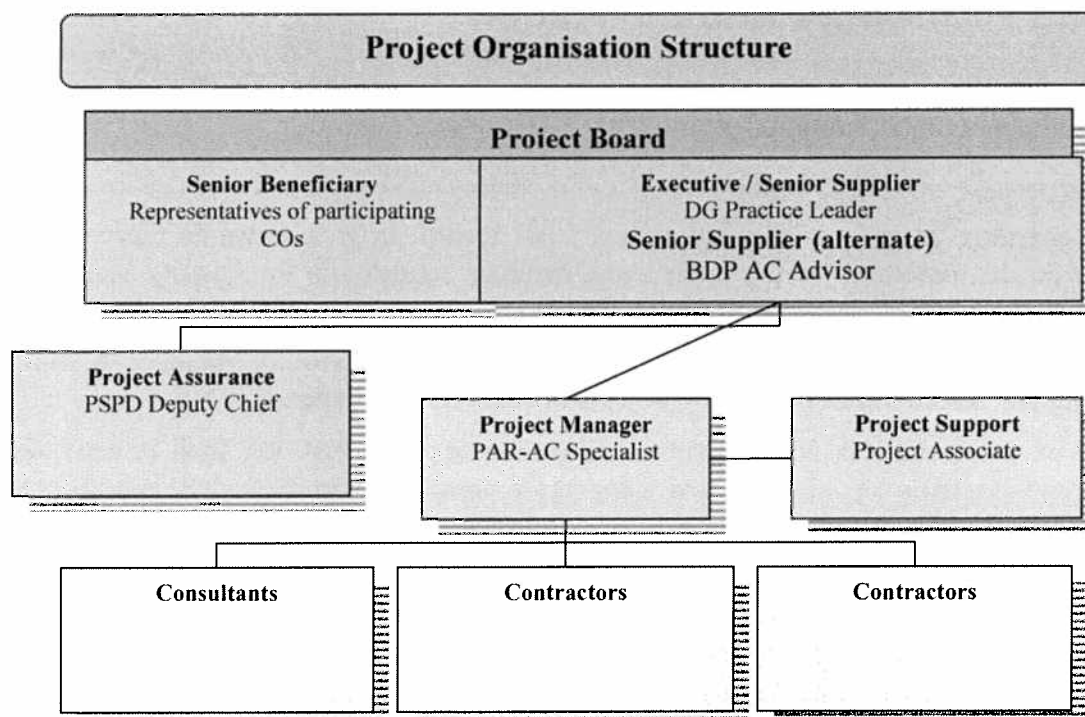 Project Organisation Structure
Project Board
Senior Beneficiary
Representatives of participating
COs
Executive / Senior Supplier
DG Practice Leader
Senior Supplier (alternate)
BDP AC Advisor
Project Assurance
PSPD Deputy Chief
Project Manager
PAR-AC Specialist
Project Support
Project Associate
Consultants
Contractors
Contractors